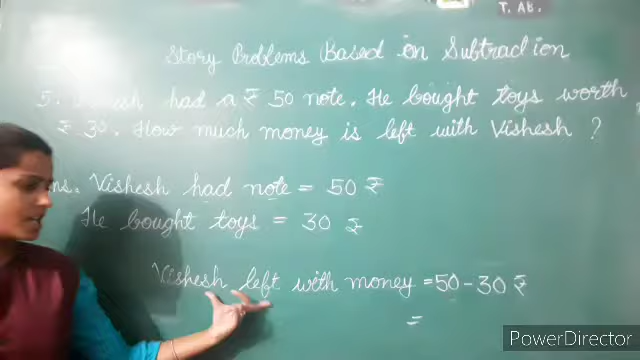 T. AB.
Story Problems Based on Subtraction
5. had a ₹ 50 note. He bought toys worth
₹ 30. How much money is left with Vishesh ?
Ans. Vishesh had note = 50 ₹
He bought toys = 30 ₹
Vishesh left with money = 50 - 30 ₹
=
PowerDirector